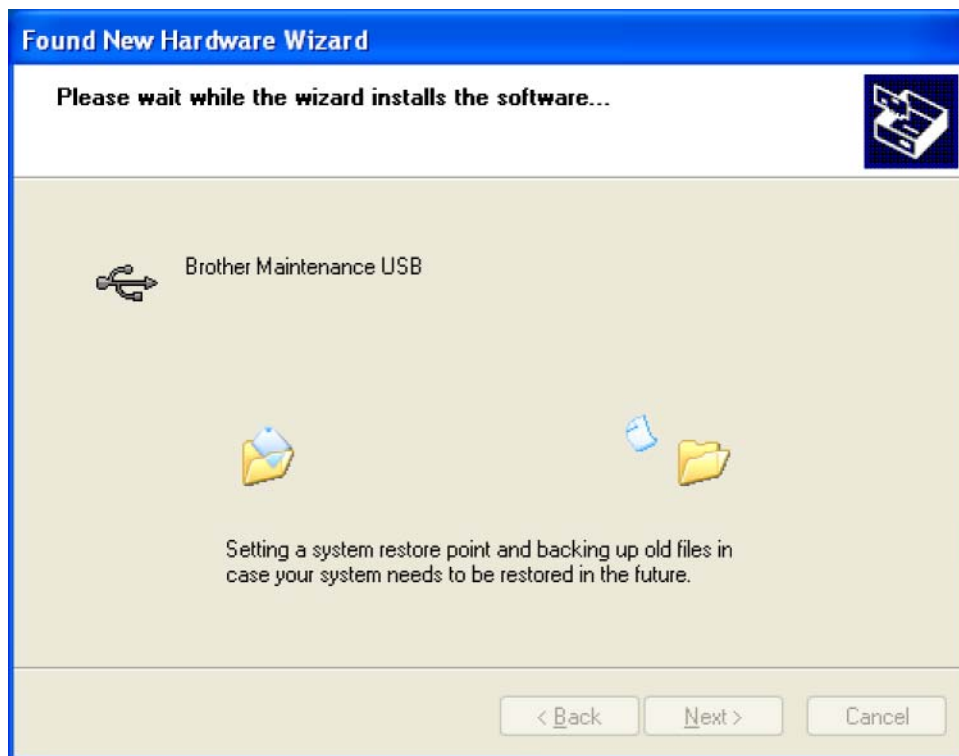 Found New Hardware Wizard
Please wait while the wizard installs the software...
Brother Maintenance USB
Setting a system restore point and backing up old files in
case your system needs to be restored in the future.
< Back Next > Cancel